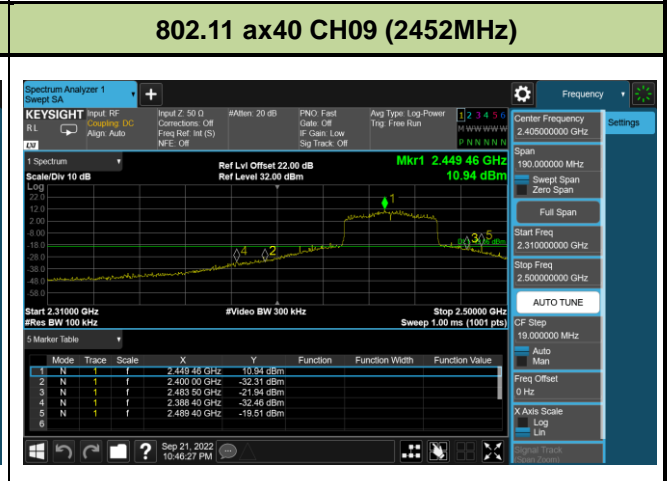 802.11 ax40 CH09 (2452MHz)
Spectrum Analyzer 1
Swept SA
Frequency
KEYSIGHT
RL
LXI
Input: RF
Coupling: DC
Align: Auto
Input Z: 50 Ω
Corrections: Off
Freq Ref: Int (S)
NFE: Off
#Atten: 20 dB
PNO: Fast
Gate: Off
IF Gain: Low
Sig Track: Off
Avg Type: Log-Power
Trig: Free Run
1 2 3 4 5 6
M W W W W W
P N N N N N
Center Frequency
2.405000000 GHz
Settings
Span
190.000000 MHz
Swept Span
Zero Span
Full Span
Start Freq
2.310000000 GHz
Stop Freq
2.500000000 GHz
AUTO TUNE
CF Step
19.000000 MHz
Auto
Man
Freq Offset
0 Hz
X Axis Scale
Log
Lin
Signal Track
(Span Zoom)
1 Spectrum
Scale/Div 10 dB
Ref Lvl Offset 22.00 dB
Ref Level 32.00 dBm
Mkr1 2.449 46 GHz
10.94 dBm
Log
22.0
12.0
2.00
-8.00
-18.0
-28.0
-38.0
-48.0
-58.0
1
4
2
3
5
Start 2.31000 GHz
#Res BW 100 kHz
#Video BW 300 kHz
Stop 2.50000 GHz
Sweep 1.00 ms (1001 pts)
5 Marker Table
Mode Trace Scale X Y Function Function Width Function Value
1 N 1 f 2.449 46 GHz 10.94 dBm
2 N 1 f 2.400 00 GHz -32.31 dBm
3 N 1 f 2.483 50 GHz -21.94 dBm
4 N 1 f 2.388 40 GHz -32.46 dBm
5 N 1 f 2.489 40 GHz -19.51 dBm
6
?
Sep 21, 2022
10:46:27 PM